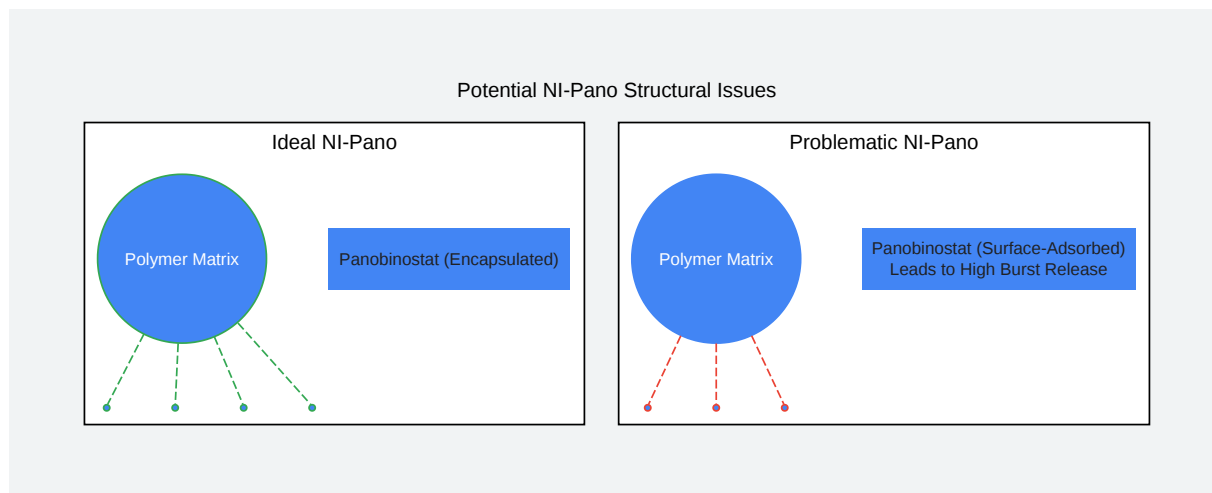 Potential NI-Pano Structural Issues
Ideal NI-Pano
Polymer Matrix
Panobinostat (Encapsulated)
Problematic NI-Pano
Polymer Matrix
Panobinostat (Surface-Adsorbed)
Leads to High Burst Release